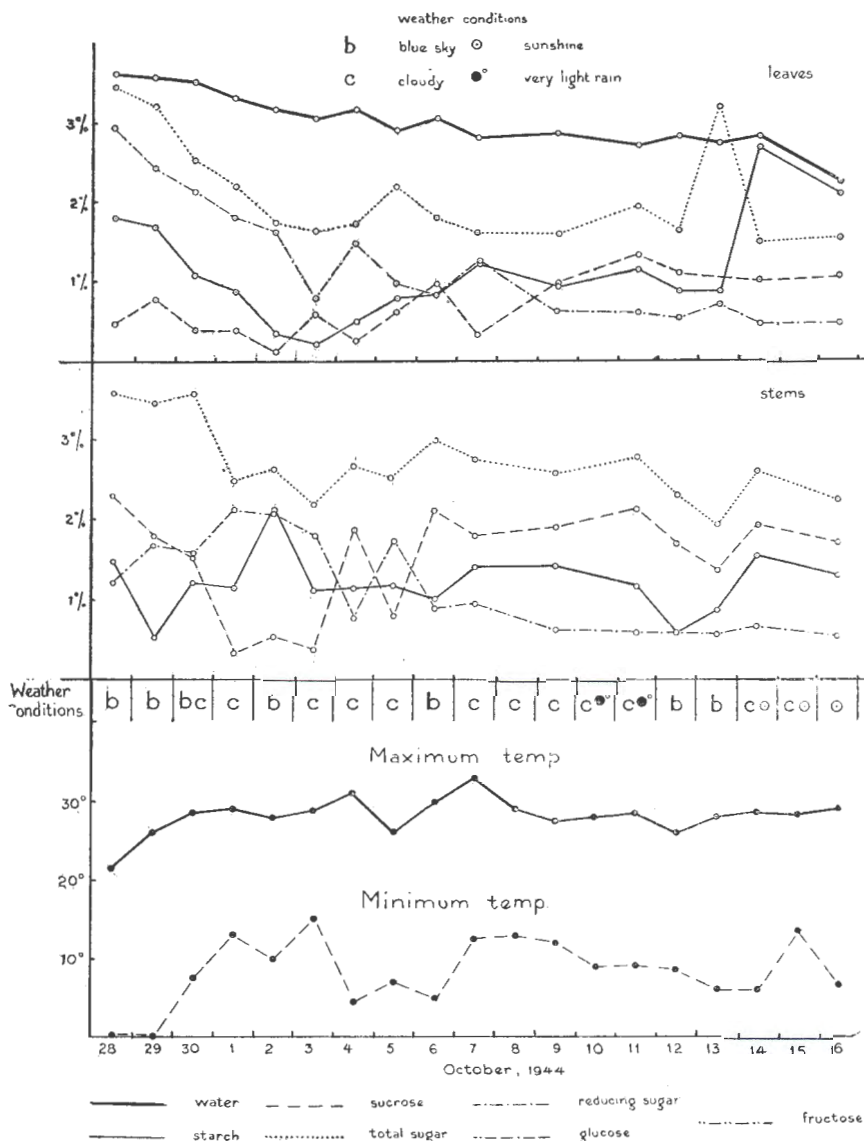 weather conditions
b blue sky ⊙ sunshine
c cloudy ●° very light rain
leaves
3%
2%
1%
stems
3%
2%
1%
Weather Conditions
b b bc c b c c c b c c c c●° c●° b b c⊙ c⊙ ⊙
Maximum temp
30°
20°
Minimum temp.
10°
28 29 30 1 2 3 4 5 6 7 8 9 10 11 12 13 14 15 16
October, 1944
water sucrose reducing sugar
starch total sugar glucose fructose